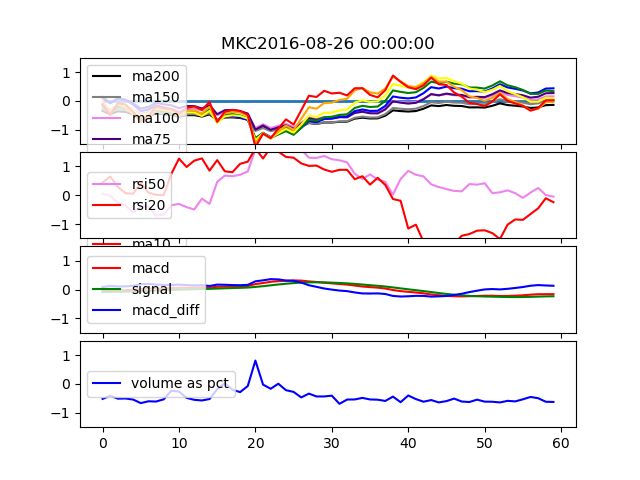 MKC2016-08-26 00:00:00
1
0
−1
ma200
ma150
ma100
ma75
ma10
1
0
−1
rsi50
rsi20
1
0
−1
macd
signal
macd_diff
1
0
−1
volume as pct
0 10 20 30 40 50 60